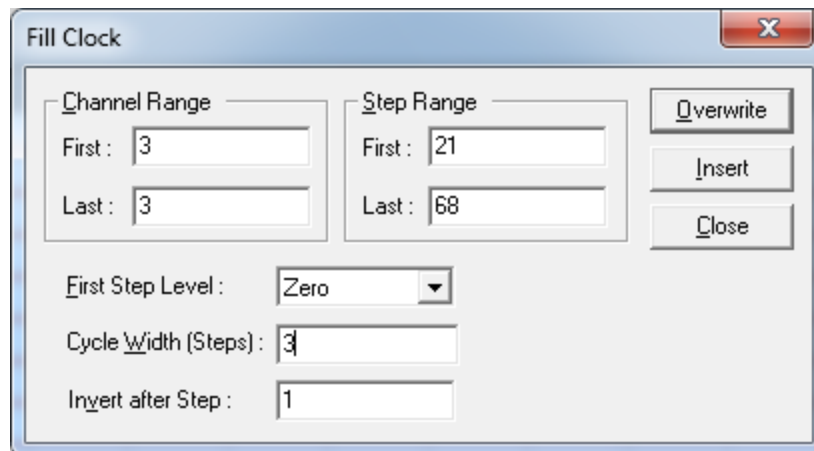 Fill Clock
Channel Range
First : 3
Last : 3
Step Range
First : 21
Last : 68
Overwrite
Insert
Close
First Step Level : Zero
Cycle Width (Steps) : 3
Invert after Step : 1